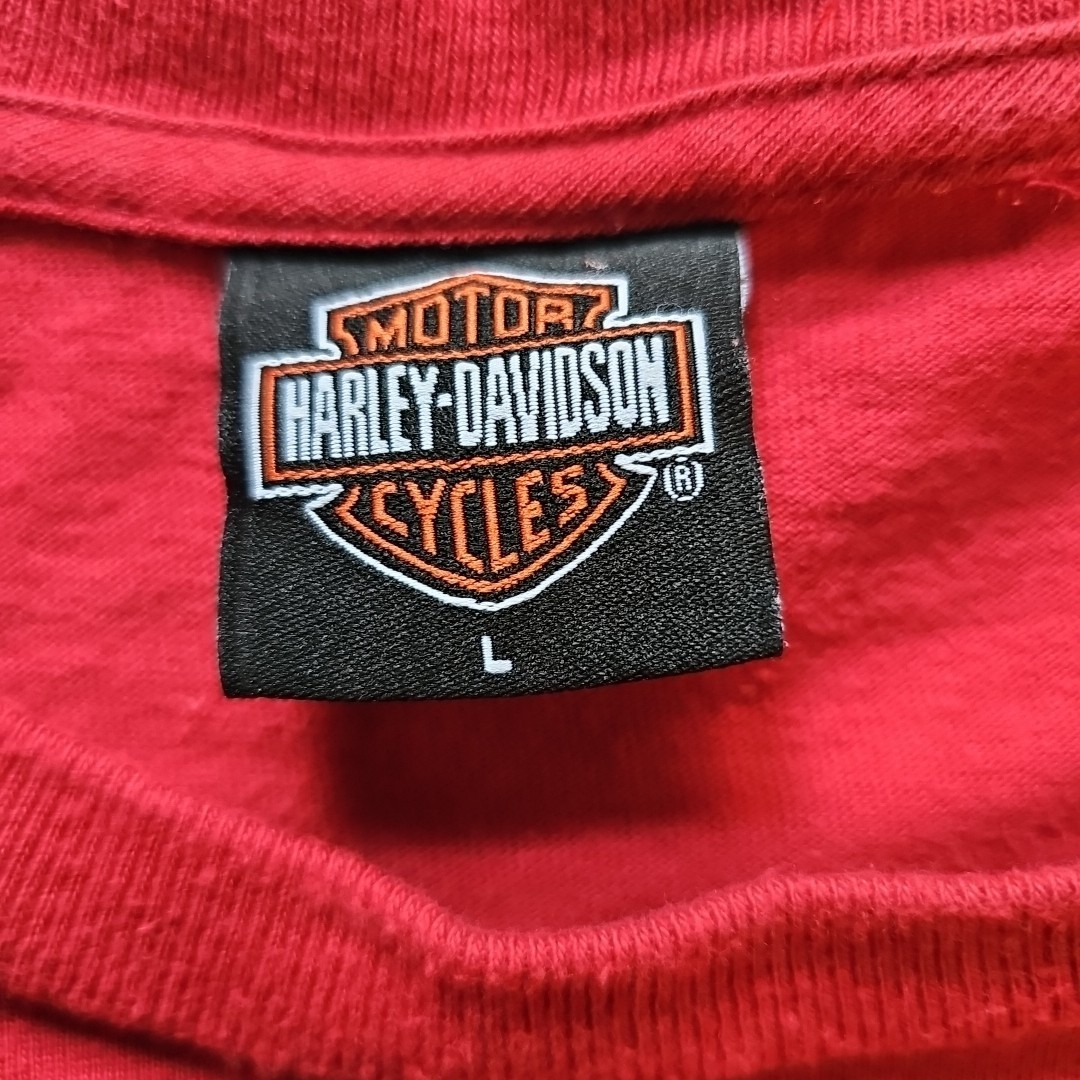 MOTOR
HARLEY-DAVIDSON
CYCLES
®
L